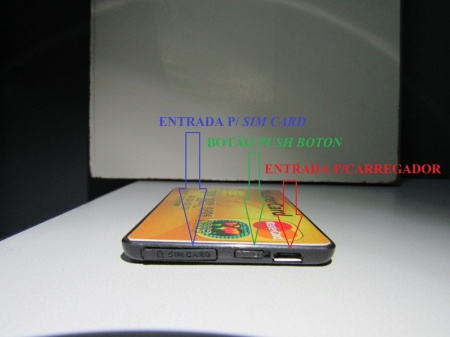 ENTRADA P/ SIM CARD
BOTÃO PUSH BOTON
ENTRADA P/CARREGADOR
SIM CARD